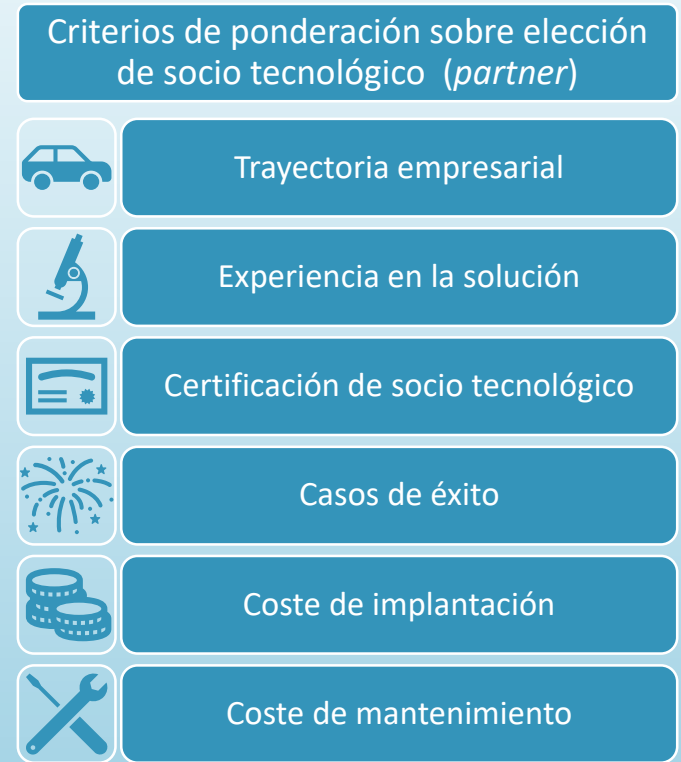 Criterios de ponderación sobre elección
de socio tecnológico (partner)
Trayectoria empresarial
Experiencia en la solución
Certificación de socio tecnológico
Casos de éxito
Coste de implantación
Coste de mantenimiento